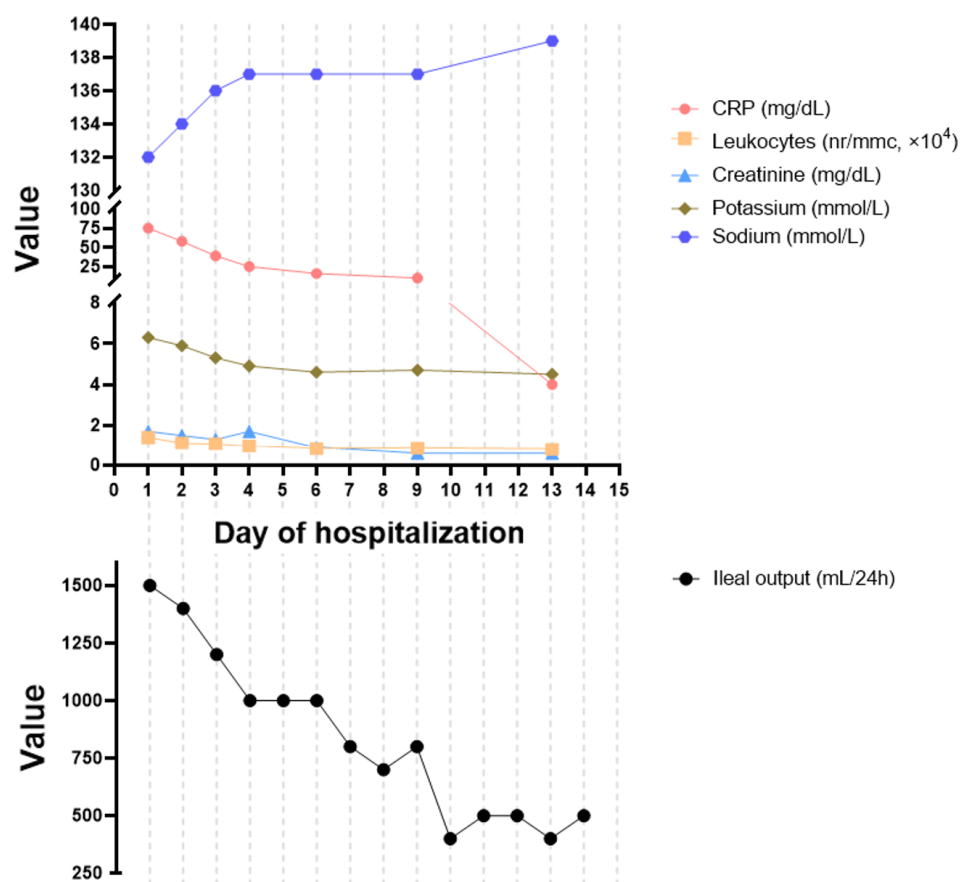 140
138
136
134
132
130
100
75
50
25
8
6
4
2
0
Value
0 1 2 3 4 5 6 7 8 9 10 11 12 13 14 15
Day of hospitalization
CRP (mg/dL)
Leukocytes (nr/mmc, ×10⁴)
Creatinine (mg/dL)
Potassium (mmol/L)
Sodium (mmol/L)
1500
1250
1000
750
500
250
Value
Ileal output (mL/24h)